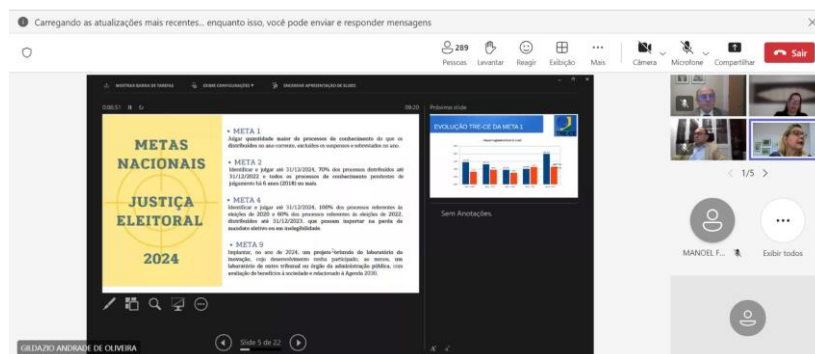 Carregando as atualizações mais recentes... enquanto isso, você pode enviar e responder mensagens
289
Pessoas
Levantar
Reagir
Exibição
Mais
Câmera
Microfone
Compartilhar
Sair
MOSTRAR BARRA DE TAREFAS
EXIBIR CONFIGURAÇÕES
ENCERRAR APRESENTAÇÃO DE SLIDES
09:20
Próximo slide
METAS
NACIONAIS
JUSTIÇA
ELEITORAL
2024
• META 1
Julgar quantidade maior de processos de conhecimento do que os
distribuídos no ano corrente, excluídos os suspensos e sobrestados no ano.
• META 2
Identificar e julgar até 31/12/2024, 70% dos processos distribuídos até
31/12/2022 e todos os processos de conhecimento pendentes de
julgamento há 6 anos (2018) ou mais.
• META 4
Identificar e julgar até 31/12/2024, 100% dos processos referentes às
eleições de 2020 e 60% dos processos referentes às eleições de 2022,
distribuídos até 31/12/2023, que possam importar na perda de
mandato eletivo ou em inelegibilidade.
• META 9
Implantar, no ano de 2024, um projeto oriundo do laboratório de
inovação, cujo desenvolvimento tenha participado, ao menos, um
laboratório de outro tribunal ou órgão da administração pública, com
avaliação de benefícios à sociedade e relacionado à Agenda 2030.
EVOLUÇÃO TRE-CE DA META 1
Sem Anotações.
Slide 5 de 22
GILDAZIO ANDRADE DE OLIVEIRA
1/5
MANOEL F...
Exibir todos